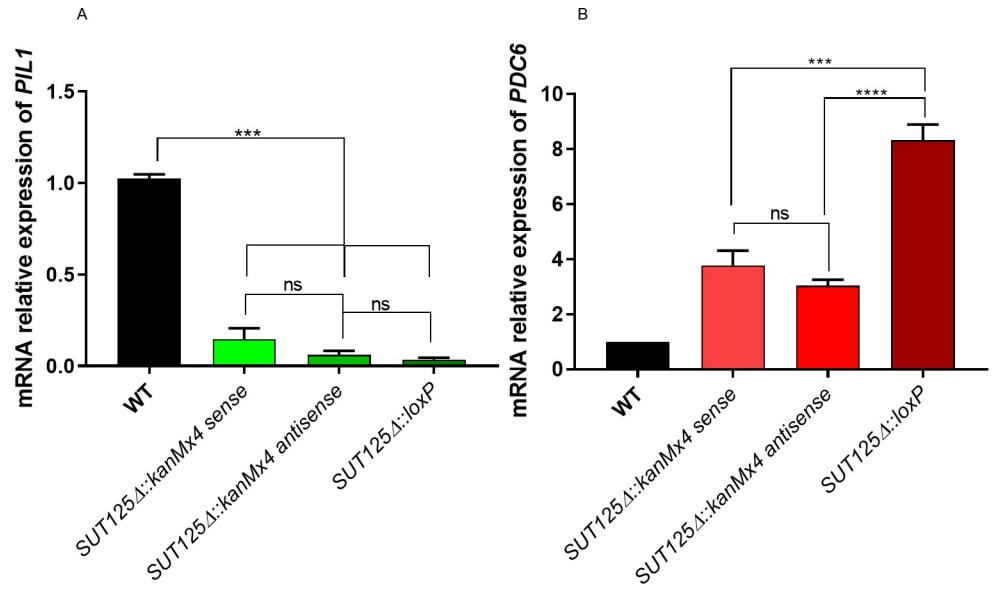 A
mRNA relative expression of PIL1
1.5
1.0
0.5
0.0
***
ns
ns
WT
SUT125Δ::kanMx4 sense
SUT125Δ::kanMx4 antisense
SUT125Δ::loxP
B
mRNA relative expression of PDC6
10
8
6
4
2
0
***
****
ns
WT
SUT125Δ::kanMx4 sense
SUT125Δ::kanMx4 antisense
SUT125Δ::loxP